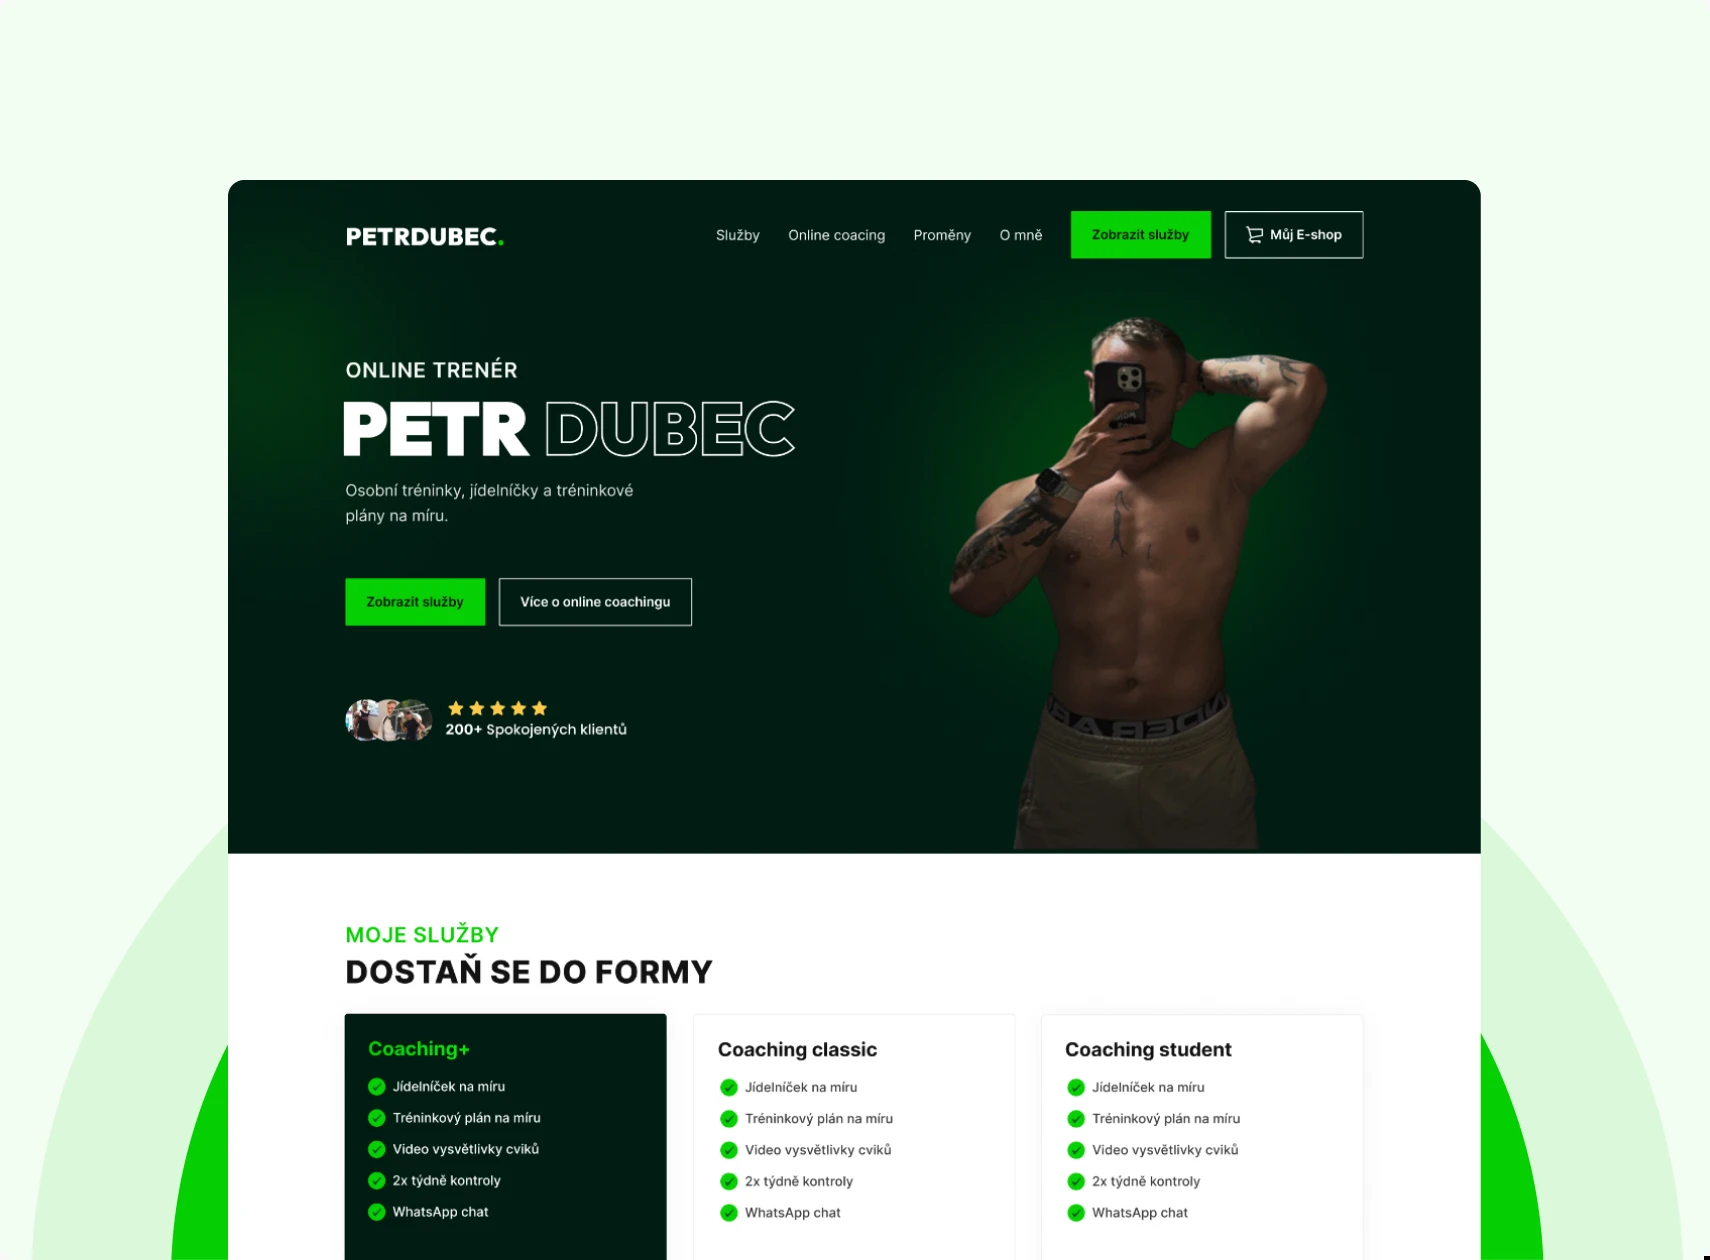 PETRDUBEC.
Služby
Online coacing
Proměny
O mně
Zobrazit služby
Můj E-shop
ONLINE TRENÉR
PETR DUBEC
Osobní tréninky, jídelníčky a tréninkové
plány na míru.
Zobrazit služby
Více o online coachingu
200+ Spokojených klientů
MOJE SLUŽBY
DOSTAŇ SE DO FORMY
Coaching+
Jídelníček na míru
Tréninkový plán na míru
Video vysvětlivky cviků
2x týdně kontroly
WhatsApp chat
Coaching classic
Jídelníček na míru
Tréninkový plán na míru
Video vysvětlivky cviků
2x týdně kontroly
WhatsApp chat
Coaching student
Jídelníček na míru
Tréninkový plán na míru
Video vysvětlivky cviků
2x týdně kontroly
WhatsApp chat